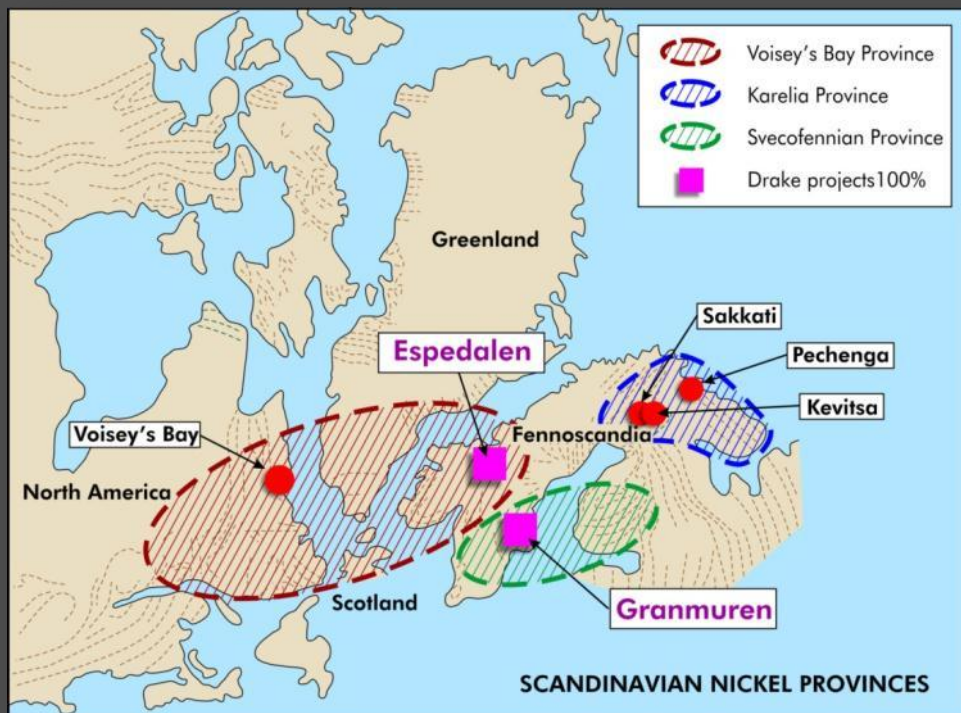 Voisey's Bay Province
Karelia Province
Svecofennian Province
Drake projects100%
Greenland
Sakkati
Espedalen
Pechenga
Kevitsa
Voisey's Bay
Fennoscandia
North America
Scotland
Granmuren
SCANDINAVIAN NICKEL PROVINCES